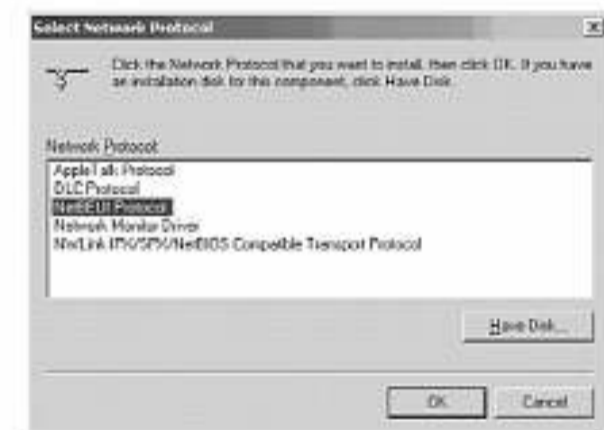 Select Network Protocol
Click the Network Protocol that you want to install, then click OK. If you have
an installation disk for this component, click Have Disk.
Network Protocol:
AppleTalk Protocol
DLC Protocol
NetBEUI Protocol
Network Monitor Driver
NWLink IPX/SPX/NetBIOS Compatible Transport Protocol
Have Disk...
OK
Cancel